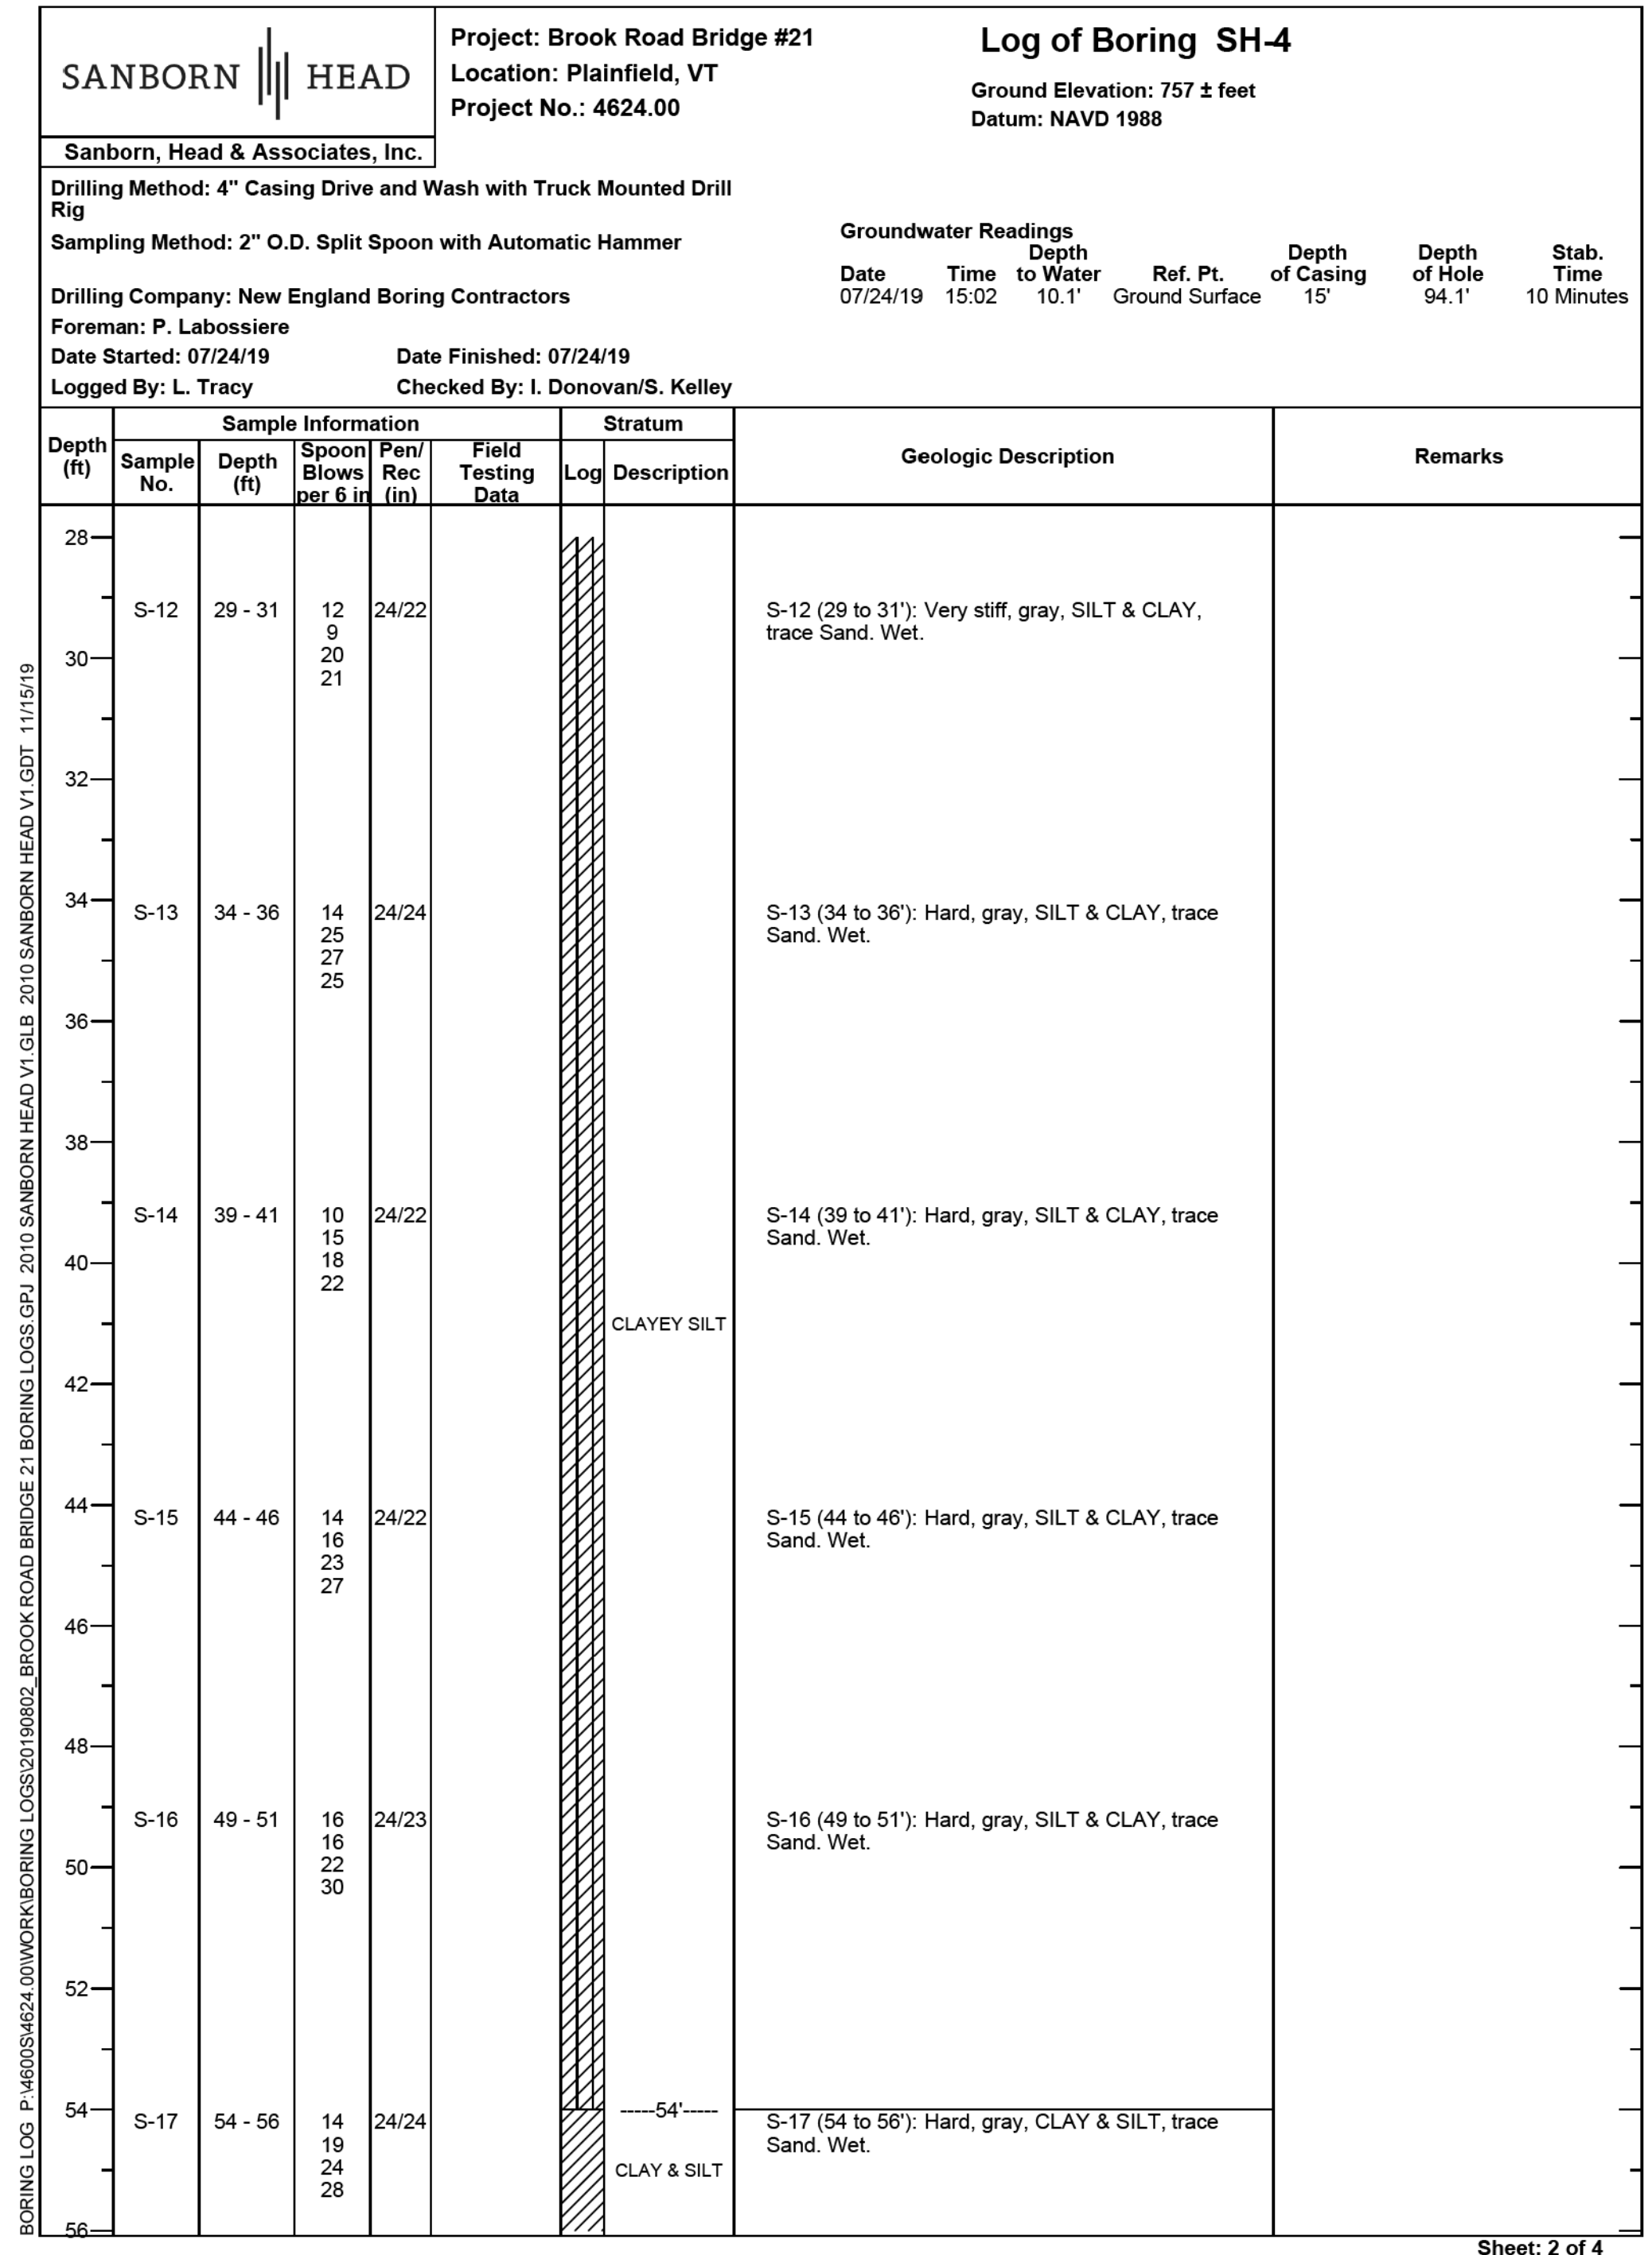 SANBORN HEAD
Sanborn, Head & Associates, Inc.
Project: Brook Road Bridge #21
Location: Plainfield, VT
Project No.: 4624.00
Log of Boring SH-4
Ground Elevation: 757 ± feet
Datum: NAVD 1988
Drilling Method: 4" Casing Drive and Wash with Truck Mounted Drill
Rig
Sampling Method: 2" O.D. Split Spoon with Automatic Hammer
Drilling Company: New England Boring Contractors
Foreman: P. Labossiere
Date Started: 07/24/19 Date Finished: 07/24/19
Logged By: L. Tracy Checked By: I. Donovan/S. Kelley
Groundwater Readings
Depth Depth Depth Stab.
Date Time to Water Ref. Pt. of Casing of Hole Time
07/24/19 15:02 10.1' Ground Surface 15' 94.1' 10 Minutes
Depth
(ft)
Sample Information
Sample
No.
Depth
(ft)
Spoon
Blows
per 6 in
Pen/
Rec
(in)
Field
Testing
Data
Stratum
Log
Description
Geologic Description
Remarks
28
S-12 29 - 31 12 24/22 S-12 (29 to 31'): Very stiff, gray, SILT & CLAY,
9 trace Sand. Wet.
30 20
21
32
34
S-13 34 - 36 14 24/24 S-13 (34 to 36'): Hard, gray, SILT & CLAY, trace
25 Sand. Wet.
27
25
36
38
S-14 39 - 41 10 24/22 S-14 (39 to 41'): Hard, gray, SILT & CLAY, trace
15 Sand. Wet.
40 18
22
CLAYEY SILT
42
44
S-15 44 - 46 14 24/22 S-15 (44 to 46'): Hard, gray, SILT & CLAY, trace
16 Sand. Wet.
23
27
46
48
S-16 49 - 51 16 24/23 S-16 (49 to 51'): Hard, gray, SILT & CLAY, trace
16 Sand. Wet.
50 22
30
52
54 -----54'-----
S-17 54 - 56 14 24/24 S-17 (54 to 56'): Hard, gray, CLAY & SILT, trace
19 Sand. Wet.
24 CLAY & SILT
28
56
Sheet: 2 of 4
BORING LOG P:\4600S\4624.00\WORK\BORING LOGS\20190802_BROOK ROAD BRIDGE 21 BORING LOGS.GPJ 2010 SANBORN HEAD V1.GLB 2010 SANBORN HEAD V1.GDT 11/15/19